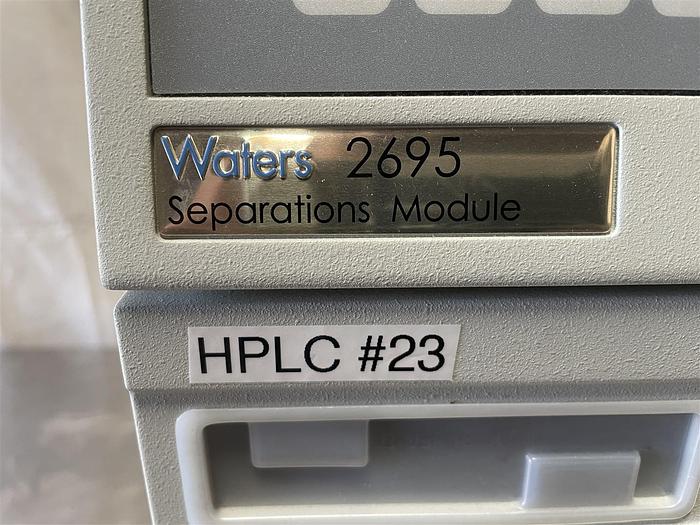 Waters 2695
Separations Module
HPLC #23